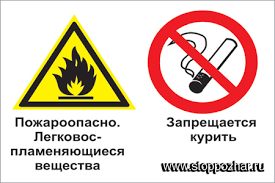 Пожароопасно.
Легковос-
пламеняющиеся
вещества
Запрещается
курить
www.stoppozhar.ru